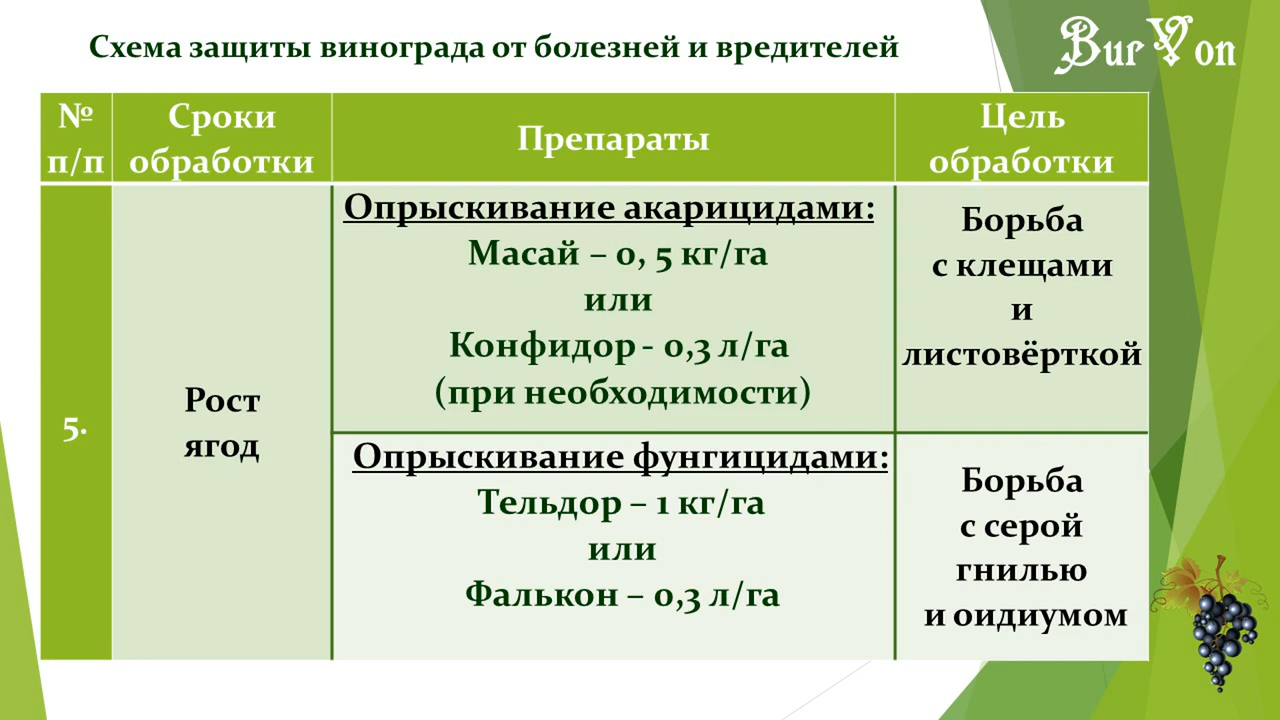 Схема защиты винограда от болезней и вредителей
Bur Von
№
п/п
Сроки
обработки
Препараты
Цель
обработки
5.
Рост
ягод
Опрыскивание акарицидами:
Масай – 0, 5 кг/га
или
Конфидор - 0,3 л/га
(при необходимости)
Борьба
с клещами
и
листовёрткой
Опрыскивание фунгицидами:
Тельдор – 1 кг/га
или
Фалькон – 0,3 л/га
Борьба
с серой
гнилью
и оидиумом